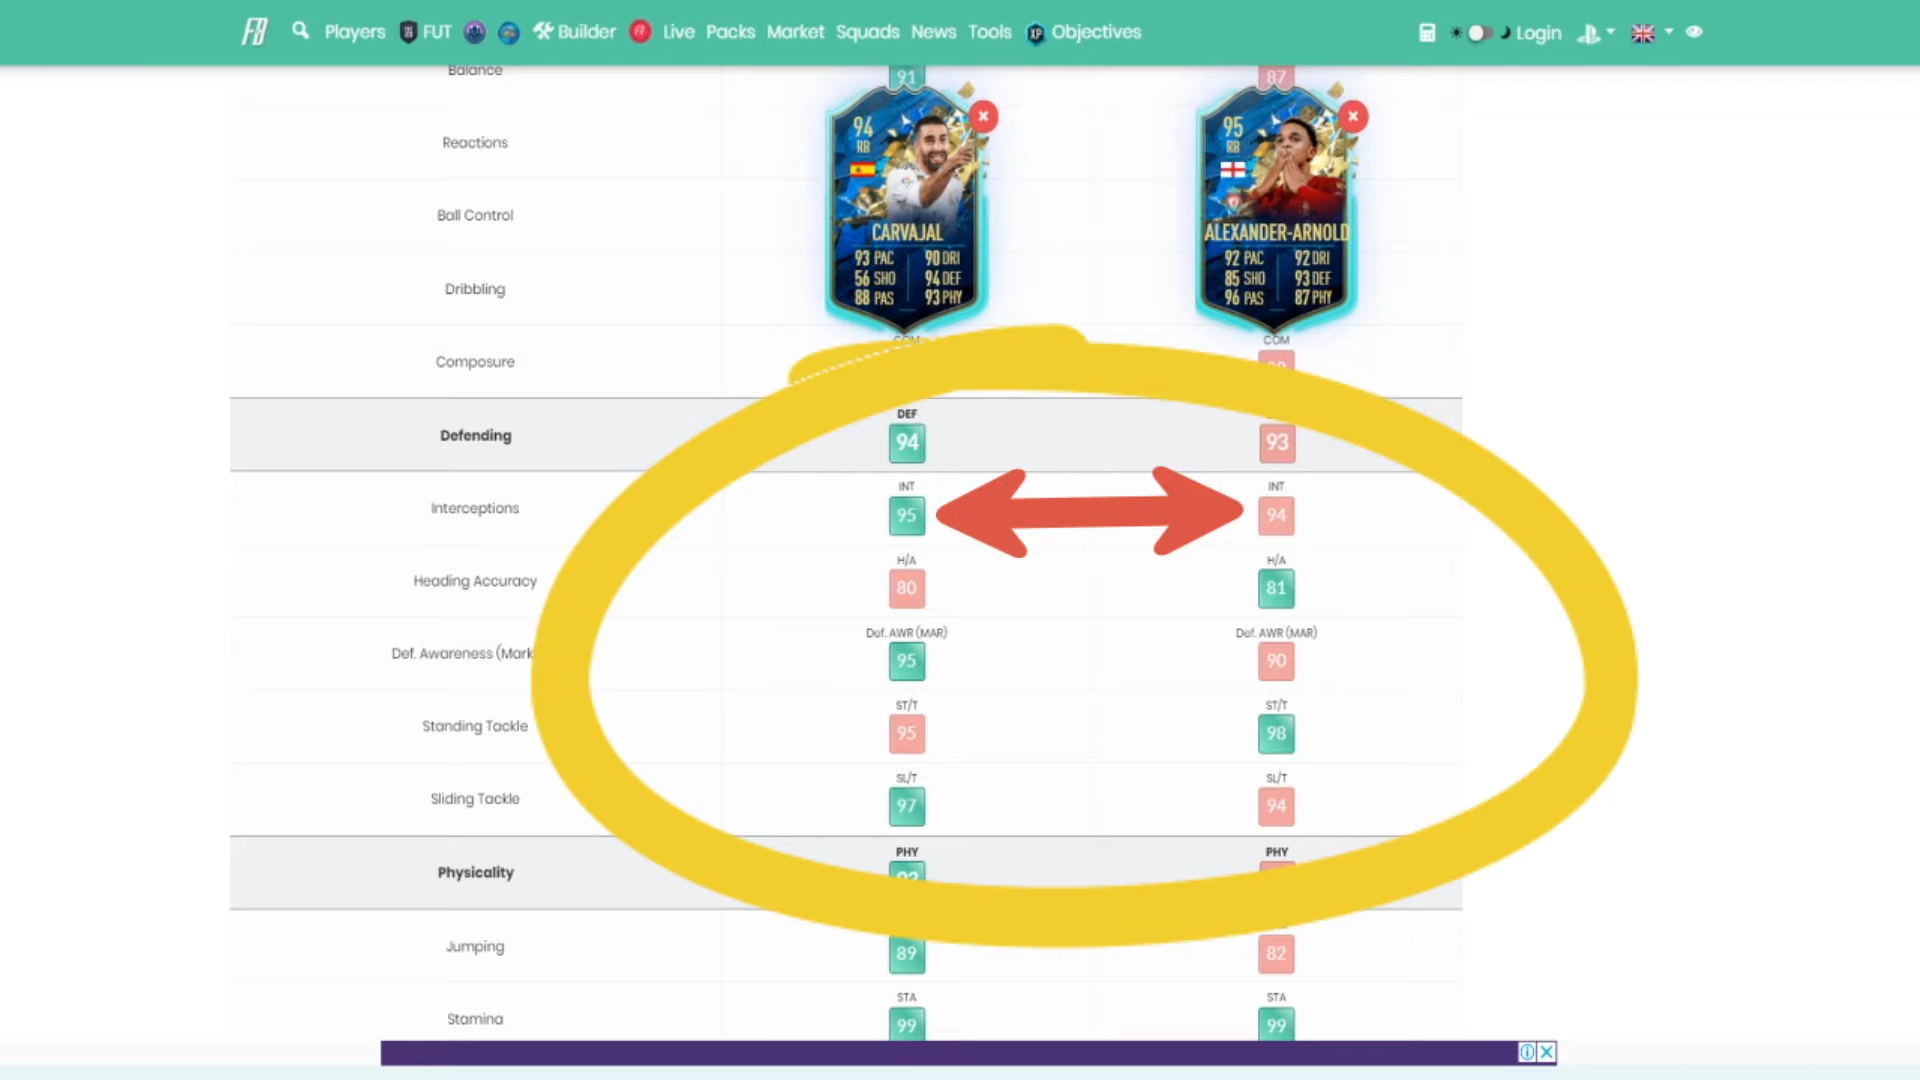 FB Players FUT Builder Live Packs Market Squads News Tools XP Objectives Login
Balance 91 87
Reactions
Ball Control
Dribbling
94
RB
CARVAJAL
93 PAC 90 DRI
56 SHO 94 DEF
88 PAS 93 PHY
95
RB
ALEXANDER-ARNOLD
92 PAC 92 DRI
85 SHO 93 DEF
96 PAS 87 PHY
COM COM
Composure
DEF
Defending 94 93
INT INT
Interceptions 95 94
H/A H/A
Heading Accuracy 80 81
Def. AWR (MAR) Def. AWR (MAR)
Def. Awareness (Mark 95 90
ST/T ST/T
Standing Tackle 95 98
SL/T SL/T
Sliding Tackle 97 94
PHY PHY
Physicality
Jumping 89 82
STA STA
Stamina 99 99